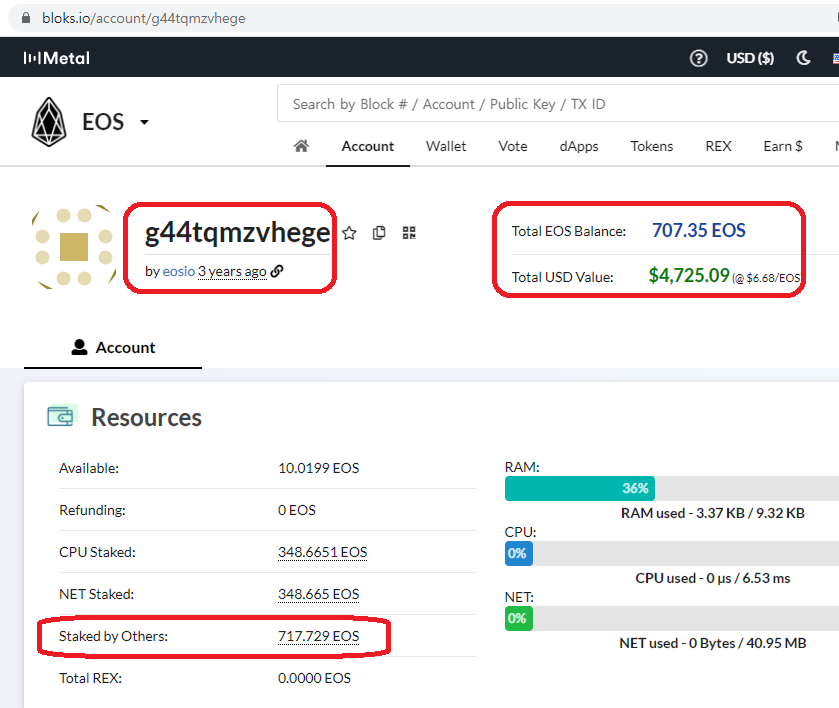 bloks.io/account/g44tqmzvhege
Metal
USD ($)
EOS
Search by Block # / Account / Public Key / TX ID
Account Wallet Vote dApps Tokens REX Earn $
g44tqmzvhege
by eosio 3 years ago
Total EOS Balance: 707.35 EOS
Total USD Value: $4,725.09 (@ $6.68/EOS
Account
Resources
Available: 10.0199 EOS
Refunding: 0 EOS
CPU Staked: 348.6651 EOS
NET Staked: 348.665 EOS
Staked by Others: 717.729 EOS
Total REX: 0.0000 EOS
RAM:
36%
RAM used - 3.37 KB / 9.32 KB
CPU:
0%
CPU used - 0 µs / 6.53 ms
NET:
0%
NET used - 0 Bytes / 40.95 MB